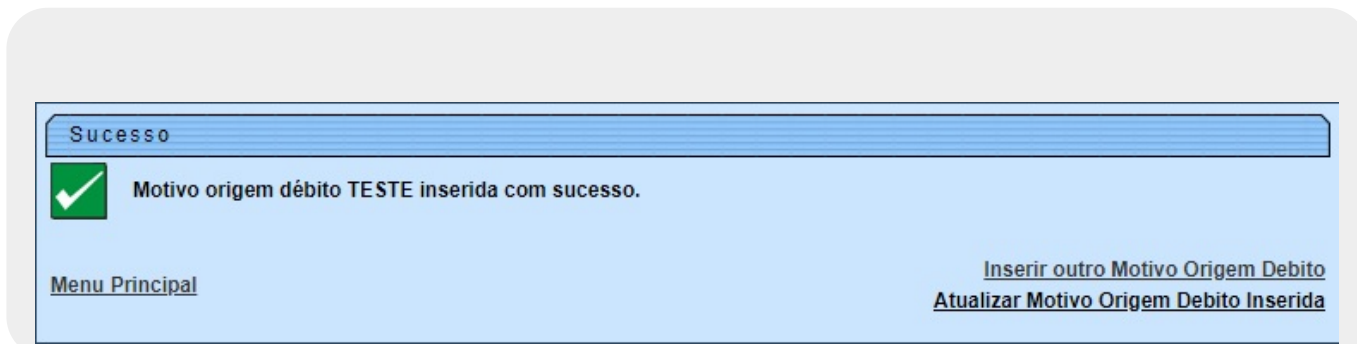 Sucesso
Motivo origem débito TESTE inserida com sucesso.
Inserir outro Motivo Origem Debito
Menu Principal
Atualizar Motivo Origem Debito Inserida